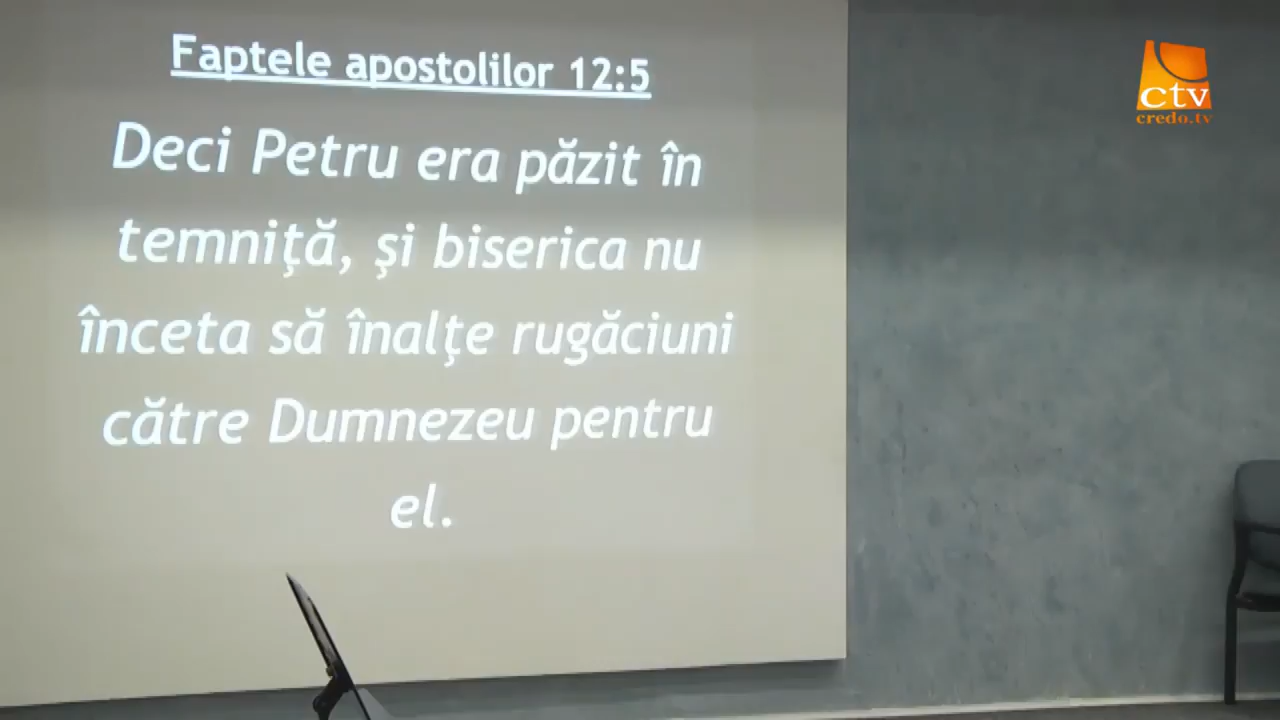 Faptele apostolilor 12:5
Deci Petru era păzit în
temniţă, şi biserica nu
înceta să înalţe rugăciuni
către Dumnezeu pentru
el.
ctv
credo.tv